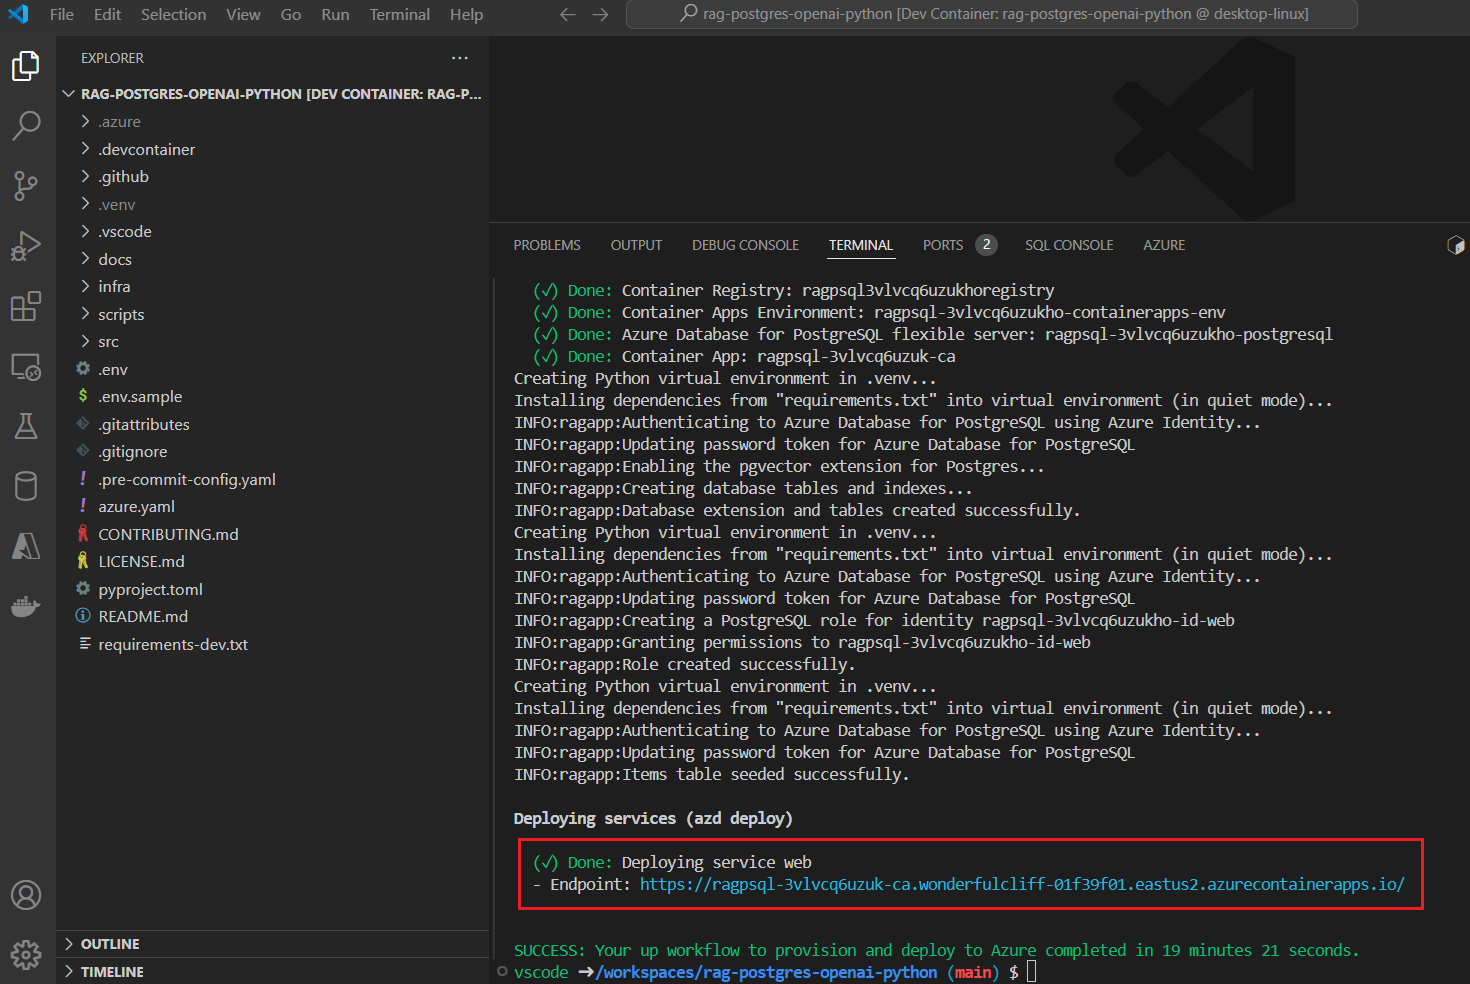 File Edit Selection View Go Run Terminal Help
rag-postgres-openai-python [Dev Container: rag-postgres-openai-python @ desktop-linux]
EXPLORER
RAG-POSTGRES-OPENAI-PYTHON [DEV CONTAINER: RAG-P...
.azure
.devcontainer
.github
.venv
.vscode
docs
infra
scripts
src
.env
.env.sample
.gitattributes
.gitignore
.pre-commit-config.yaml
azure.yaml
CONTRIBUTING.md
LICENSE.md
pyproject.toml
README.md
requirements-dev.txt
OUTLINE
TIMELINE
PROBLEMS OUTPUT DEBUG CONSOLE TERMINAL PORTS 2 SQL CONSOLE AZURE
(✓) Done: Container Registry: ragpsql3vlvcq6uzukhoregistry
(✓) Done: Container Apps Environment: ragpsql-3vlvcq6uzukho-containerapps-env
(✓) Done: Azure Database for PostgreSQL flexible server: ragpsql-3vlvcq6uzukho-postgresql
(✓) Done: Container App: ragpsql-3vlvcq6uzuk-ca
Creating Python virtual environment in .venv...
Installing dependencies from "requirements.txt" into virtual environment (in quiet mode)...
INFO:ragapp:Authenticating to Azure Database for PostgreSQL using Azure Identity...
INFO:ragapp:Updating password token for Azure Database for PostgreSQL
INFO:ragapp:Enabling the pgvector extension for Postgres...
INFO:ragapp:Creating database tables and indexes...
INFO:ragapp:Database extension and tables created successfully.
Creating Python virtual environment in .venv...
Installing dependencies from "requirements.txt" into virtual environment (in quiet mode)...
INFO:ragapp:Authenticating to Azure Database for PostgreSQL using Azure Identity...
INFO:ragapp:Updating password token for Azure Database for PostgreSQL
INFO:ragapp:Creating a PostgreSQL role for identity ragpsql-3vlvcq6uzukho-id-web
INFO:ragapp:Granting permissions to ragpsql-3vlvcq6uzukho-id-web
INFO:ragapp:Role created successfully.
Creating Python virtual environment in .venv...
Installing dependencies from "requirements.txt" into virtual environment (in quiet mode)...
INFO:ragapp:Authenticating to Azure Database for PostgreSQL using Azure Identity...
INFO:ragapp:Updating password token for Azure Database for PostgreSQL
INFO:ragapp:Items table seeded successfully.
Deploying services (azd deploy)
(✓) Done: Deploying service web
- Endpoint: https://ragpsql-3vlvcq6uzuk-ca.wonderfulcliff-01f39f01.eastus2.azurecontainerapps.io/
SUCCESS: Your up workflow to provision and deploy to Azure completed in 19 minutes 21 seconds.
vscode ➜/workspaces/rag-postgres-openai-python (main) $